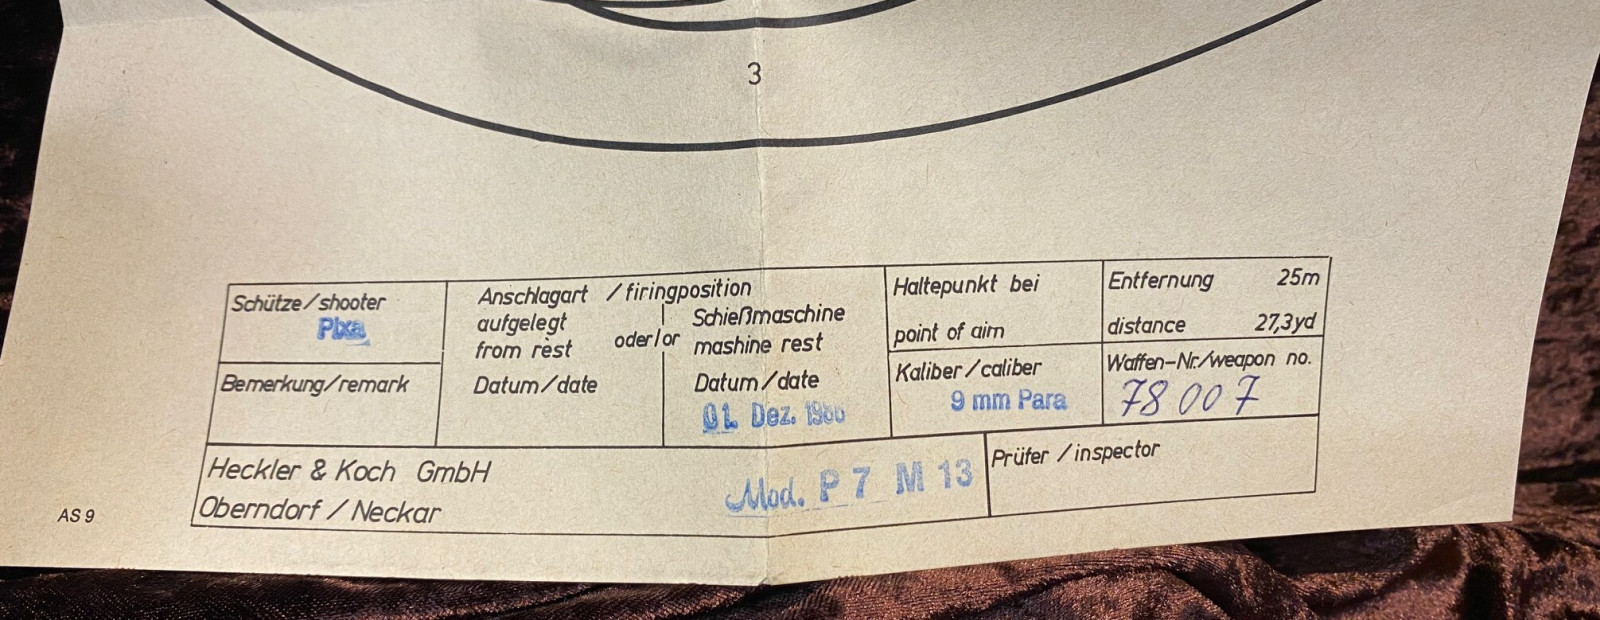 3
Schütze/shooter
Pixa
Anschlagart / firingposition
aufgelegt
from rest
oder/or
Schießmaschine
mashine rest
Haltepunkt bei
point of aim
Entfernung 25m
distance 27,3yd
Bemerkung/remark
Datum/date
Datum/date
01. Dez.
Kaliber/caliber
9 mm Para
Waffen-Nr./weapon no.
78 007
Heckler & Koch GmbH
Oberndorf / Neckar
Mod. P 7 M 13
Prüfer/inspector
AS 9